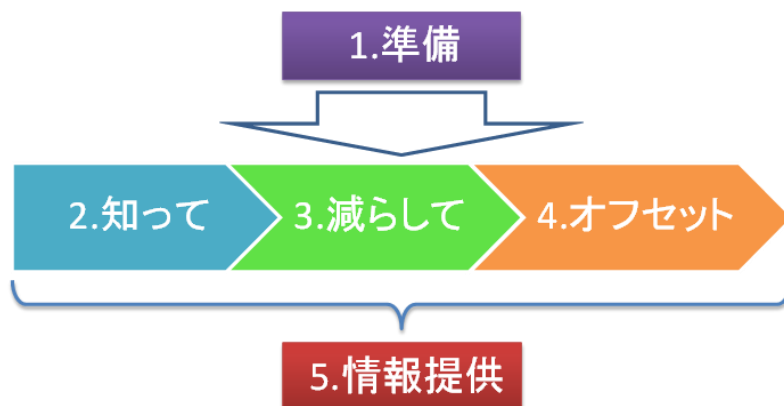 1.準備
2.知って
3.減らして
4.オフセット
5.情報提供